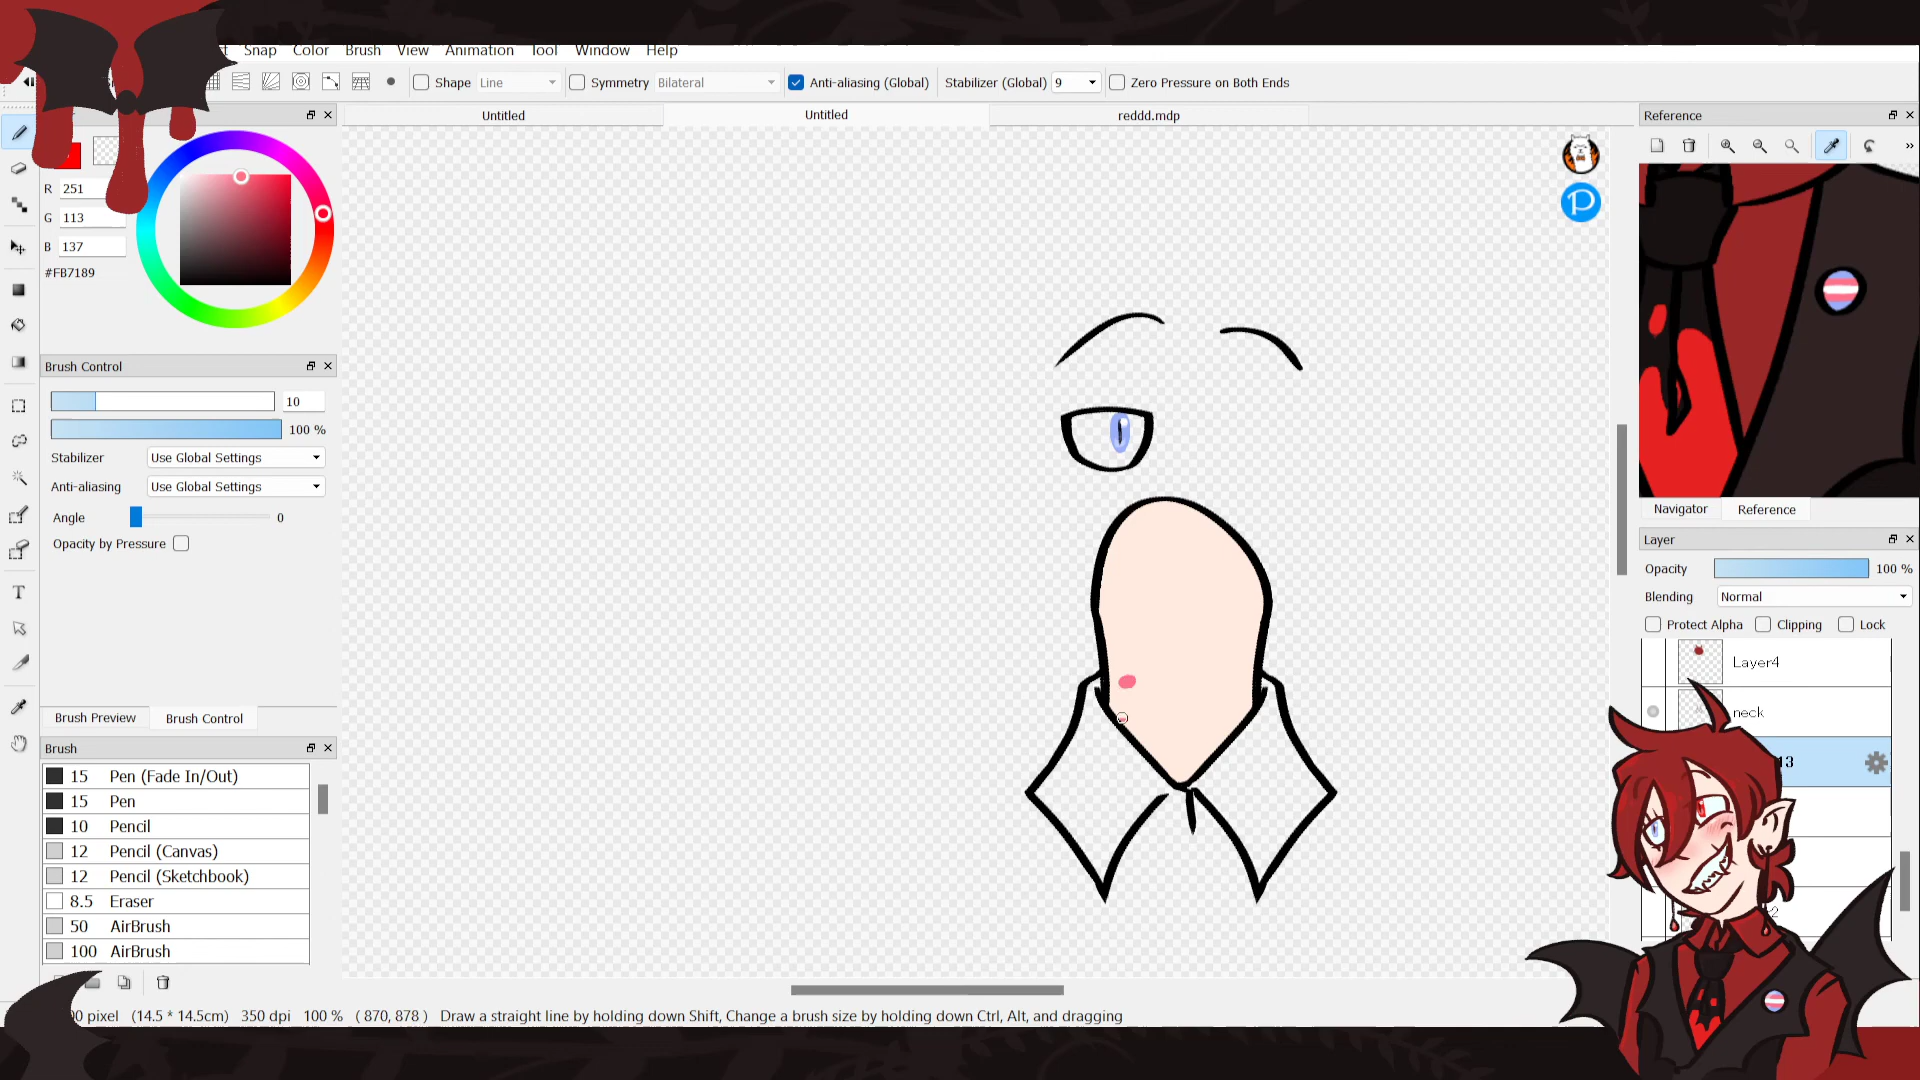 Snap Color Brush View Animation Tool Window Help
Shape Line Symmetry Bilateral Anti-aliasing (Global) Stabilizer (Global) 9 Zero Pressure on Both Ends
Untitled Untitled reddd.mdp
Reference
R 251
G 113
B 137
#FB7189
Brush Control
10
100 %
Stabilizer Use Global Settings
Anti-aliasing Use Global Settings
Angle 0
Opacity by Pressure
Navigator Reference
Layer
Opacity 100 %
Blending Normal
Protect Alpha Clipping Lock
Layer4
neck
13
Brush Preview Brush Control
Brush
15 Pen (Fade In/Out)
15 Pen
10 Pencil
12 Pencil (Canvas)
12 Pencil (Sketchbook)
8.5 Eraser
50 AirBrush
100 AirBrush
pixel (14.5 * 14.5cm) 350 dpi 100 % ( 870, 878 ) Draw a straight line by holding down Shift, Change a brush size by holding down Ctrl, Alt, and dragging